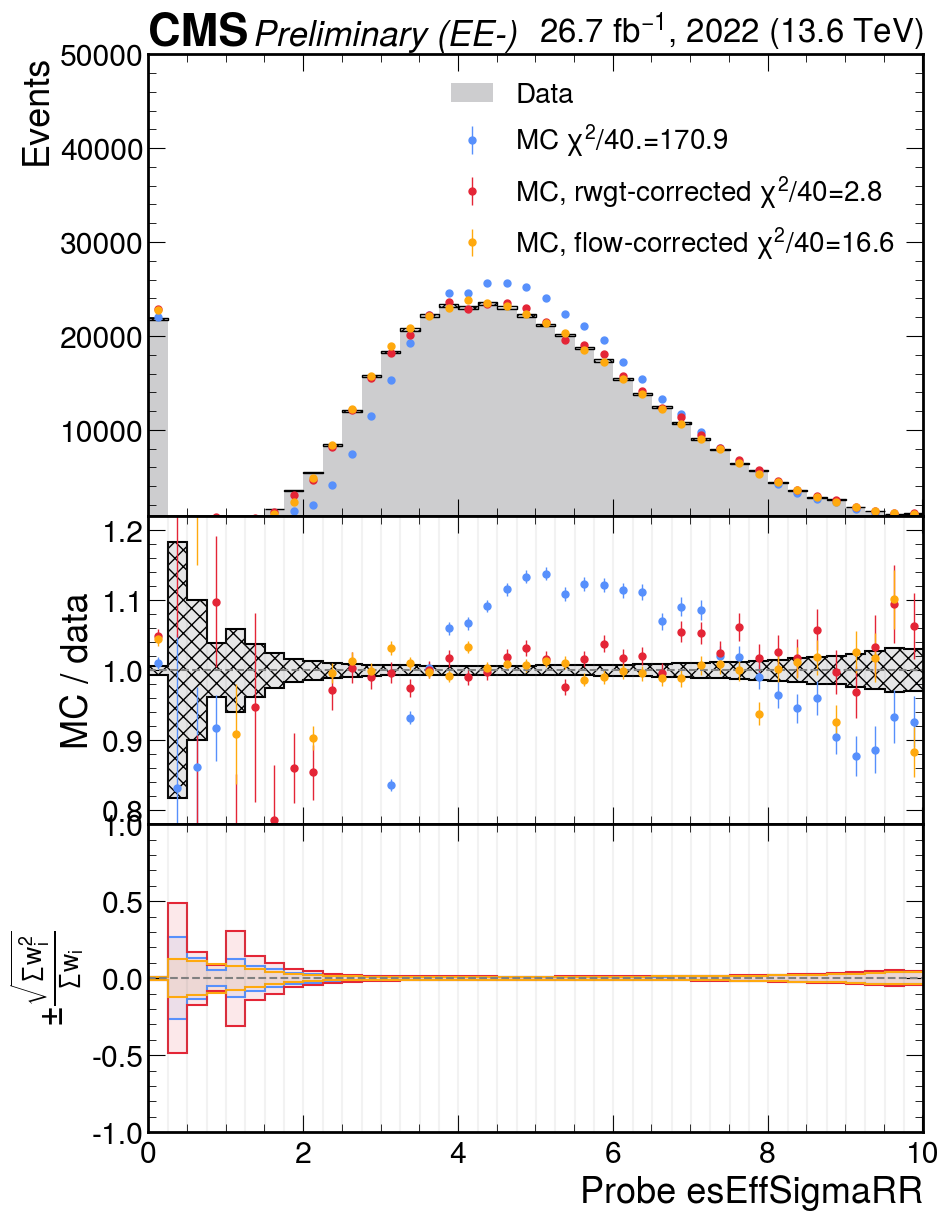 CMS Preliminary (EE-) 26.7 fb⁻¹, 2022 (13.6 TeV)
50000
40000
30000
20000
10000
Events
Data
MC χ²/40.=170.9
MC, rwgt-corrected χ²/40=2.8
MC, flow-corrected χ²/40=16.6
1.2
1.1
1.0
0.9
0.8
MC / data
1.0
0.5
0.0
-0.5
-1.0
±√Σwᵢ²/Σwᵢ
0 2 4 6 8 10
Probe esEffSigmaRR